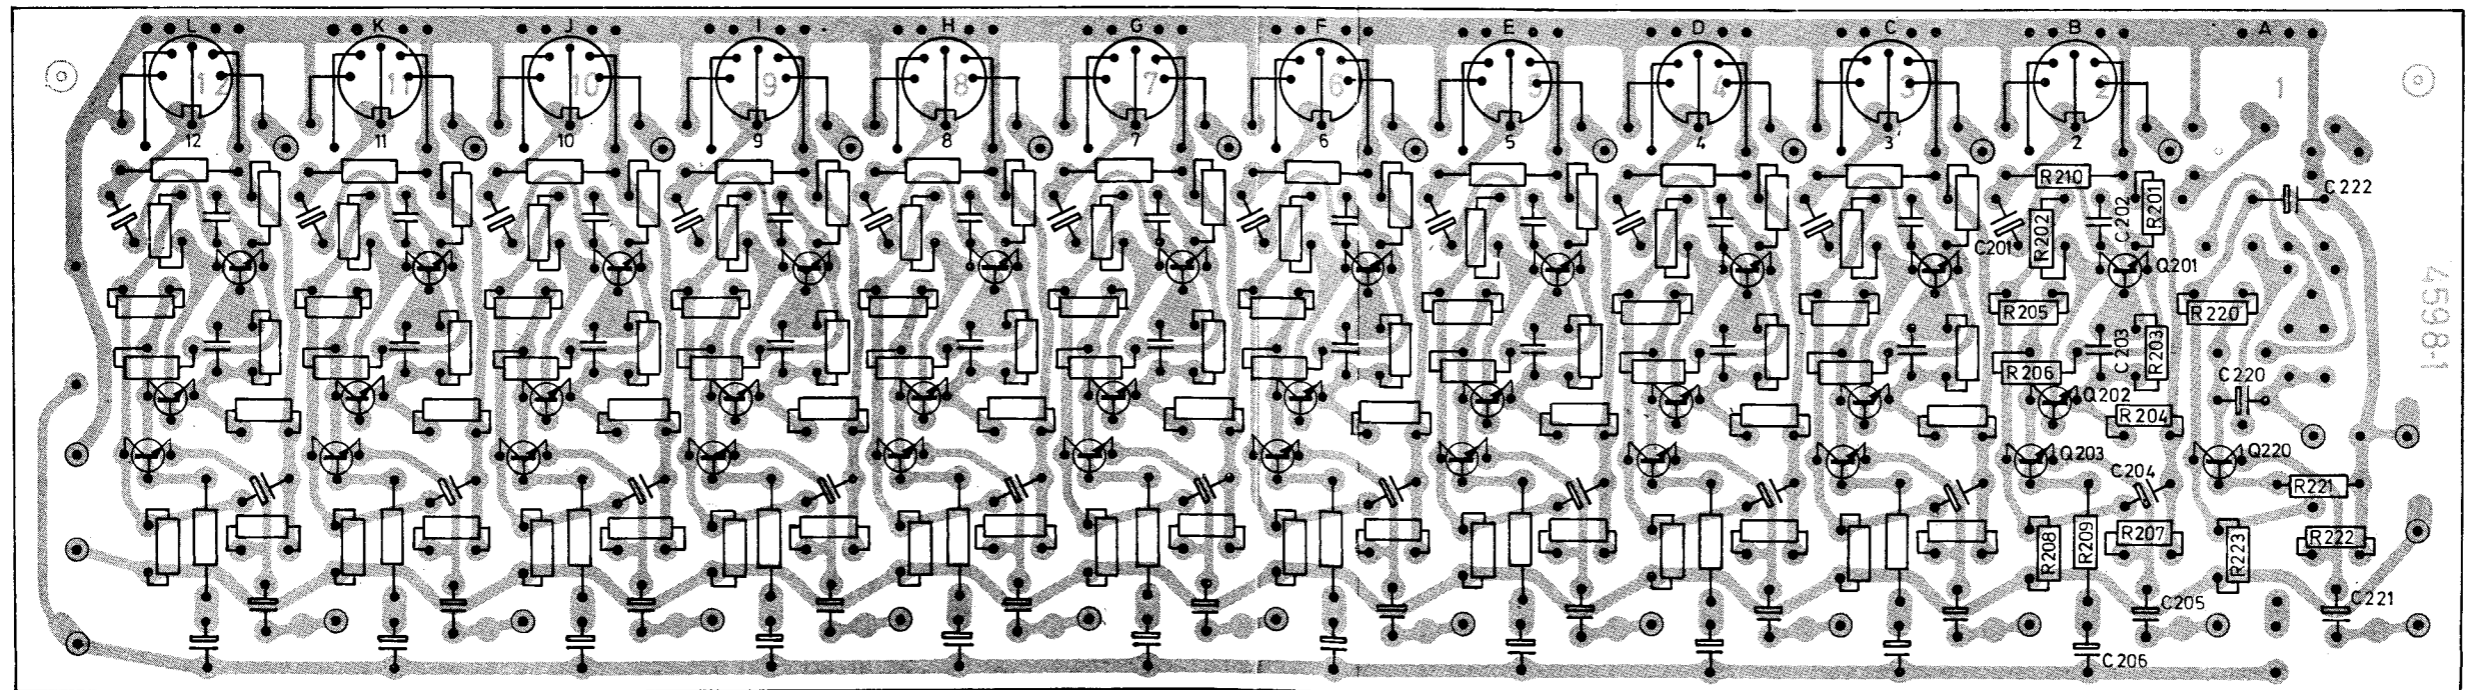 L K J I H G F E D C B A
12 11 10 9 8 7 6 5 4 3 2 1
12 11 10 9 8 7 6 5 4 3 2
R210 R201 C222
R202 C202
C201
Q201
R205 R220
C203 R203
R206
C220
Q202
R204
Q203 Q220
C204
R221
R208 R209 R207 R223 R222
C205 C221
C206
4598-1